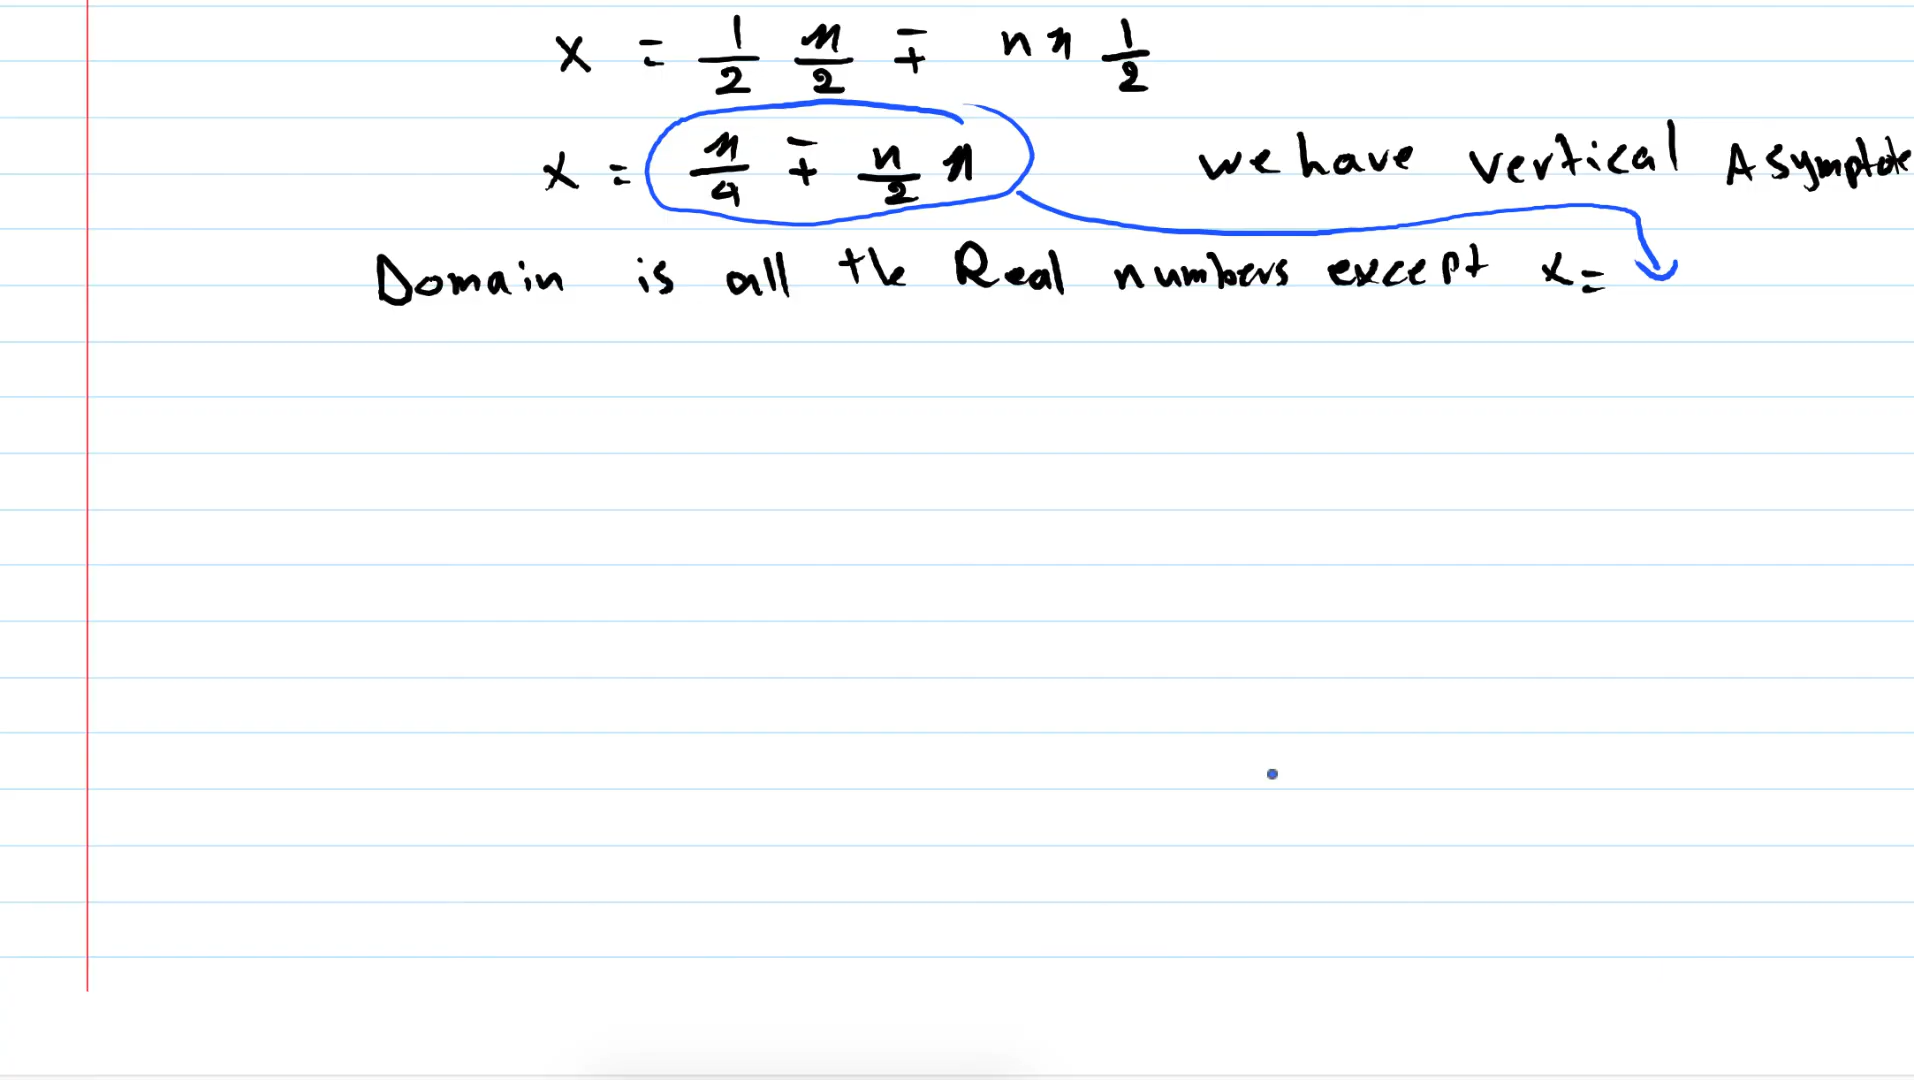 x = 1/2 π/2 ∓ nπ 1/2
x = π/4 ∓ n/2 π we have vertical Asymptote
Domain is all the Real numbers except x =